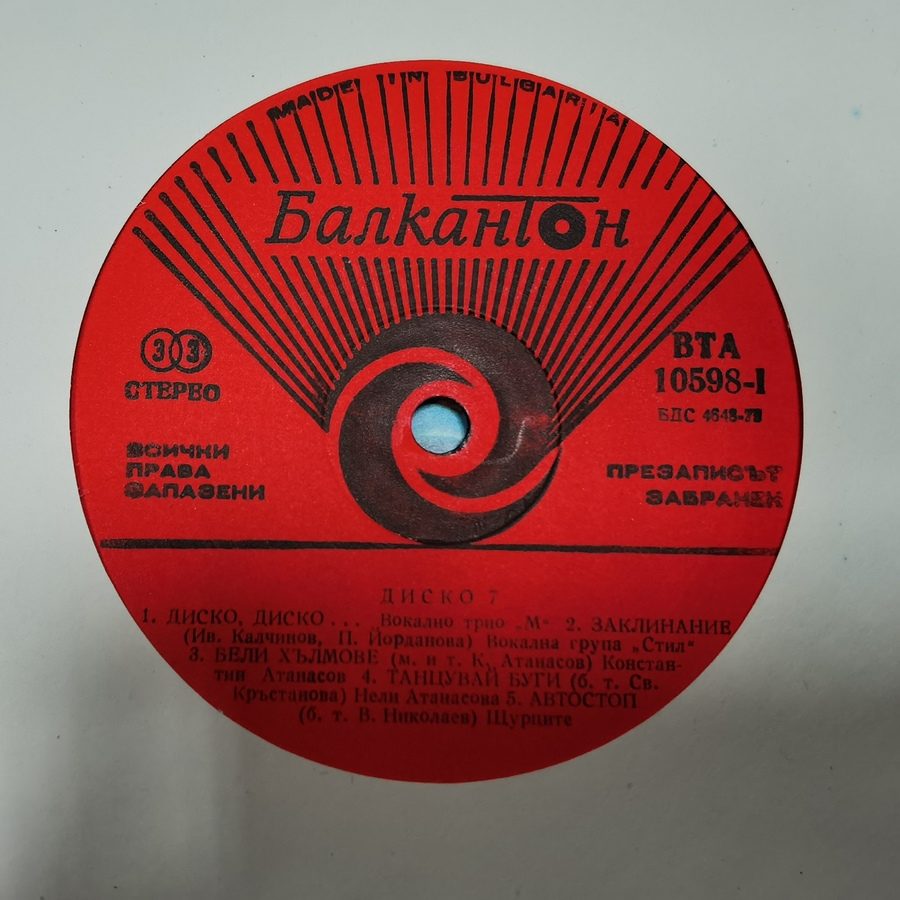 MADE IN BULGARIA
Балкантон
33
СТЕРЕО
ВСИЧКИ
ПРАВА
ЗАПАЗЕНИ
ВТА
10598-I
БДС 4648-73
ПРЕЗАПИСЪТ
ЗАБРАНЕН
ДИСКО 7
1. ДИСКО, ДИСКО... Вокално трио „М“ 2. ЗАКЛИНАНИЕ
(Ив. Калчинов, П. Йорданова) Вокална група „Стил“
3. БЕЛИ ХЪЛМОВЕ (м. и т. К. Атанасов) Констан-
тин Атанасов 4. ТАНЦУВАЙ БУГИ (б. т. Св.
Кръстанова) Нели Атанасова 5. АВТОСТОП
(б. т. В. Николаев) Щурците